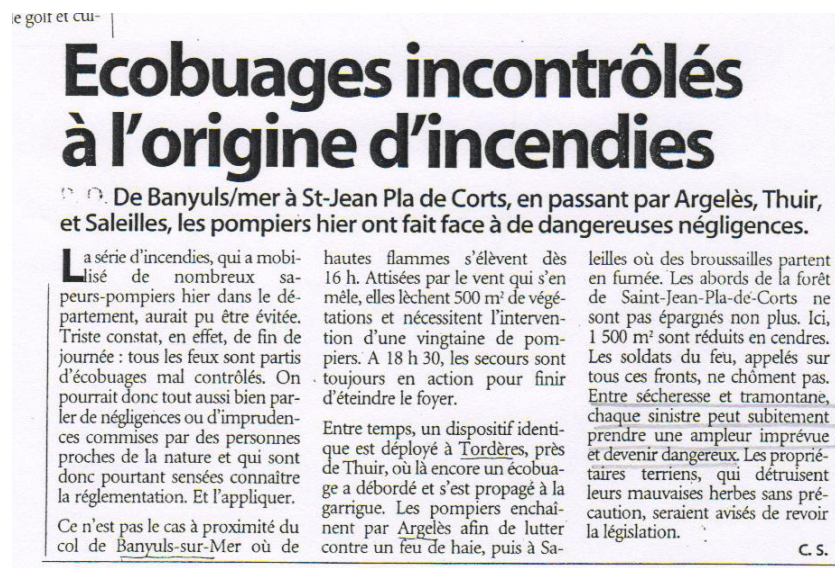 e golf et cui-
Ecobuages incontrôlés
à l'origine d'incendies
De Banyuls/mer à St-Jean Pla de Corts, en passant par Argelès, Thuir,
et Saleilles, les pompiers hier ont fait face à de dangereuses négligences.
La série d'incendies, qui a mobi-
lisé de nombreux sa-
peurs-pompiers hier dans le dé-
partement, aurait pu être évitée.
Triste constat, en effet, de fin de
journée : tous les feux sont partis
d'écobuages mal contrôlés. On
pourrait donc tout aussi bien par-
ler de négligences ou d'impruden-
ces commises par des personnes
proches de la nature et qui sont
donc pourtant sensées connaître
la réglementation. Et l'appliquer.
Ce n'est pas le cas à proximité du
col de Banyuls-sur-Mer où de
hautes flammes s'élèvent dès
16 h. Attisées par le vent qui s'en
mêle, elles lèchent 500 m² de végé-
tations et nécessitent l'interven-
tion d'une vingtaine de pom-
piers. A 18 h 30, les secours sont
toujours en action pour finir
d'éteindre le foyer.
Entre temps, un dispositif identi-
que est déployé à Tordères, près
de Thuir, où là encore un écobua-
ge a débordé et s'est propagé à la
garrigue. Les pompiers enchaî-
nent par Argelès afin de lutter
contre un feu de haie, puis à Sa-
leilles où des broussailles partent
en fumée. Les abords de la forêt
de Saint-Jean-Pla-de-Corts ne
sont pas épargnés non plus. Ici,
1 500 m² sont réduits en cendres.
Les soldats du feu, appelés sur
tous ces fronts, ne chôment pas.
Entre sécheresse et tramontane,
chaque sinistre peut subitement
prendre une ampleur imprévue
et devenir dangereux. Les proprié-
taires terriens, qui détruisent
leurs mauvaises herbes sans pré-
caution, seraient avisés de revoir
la législation.
C. S.